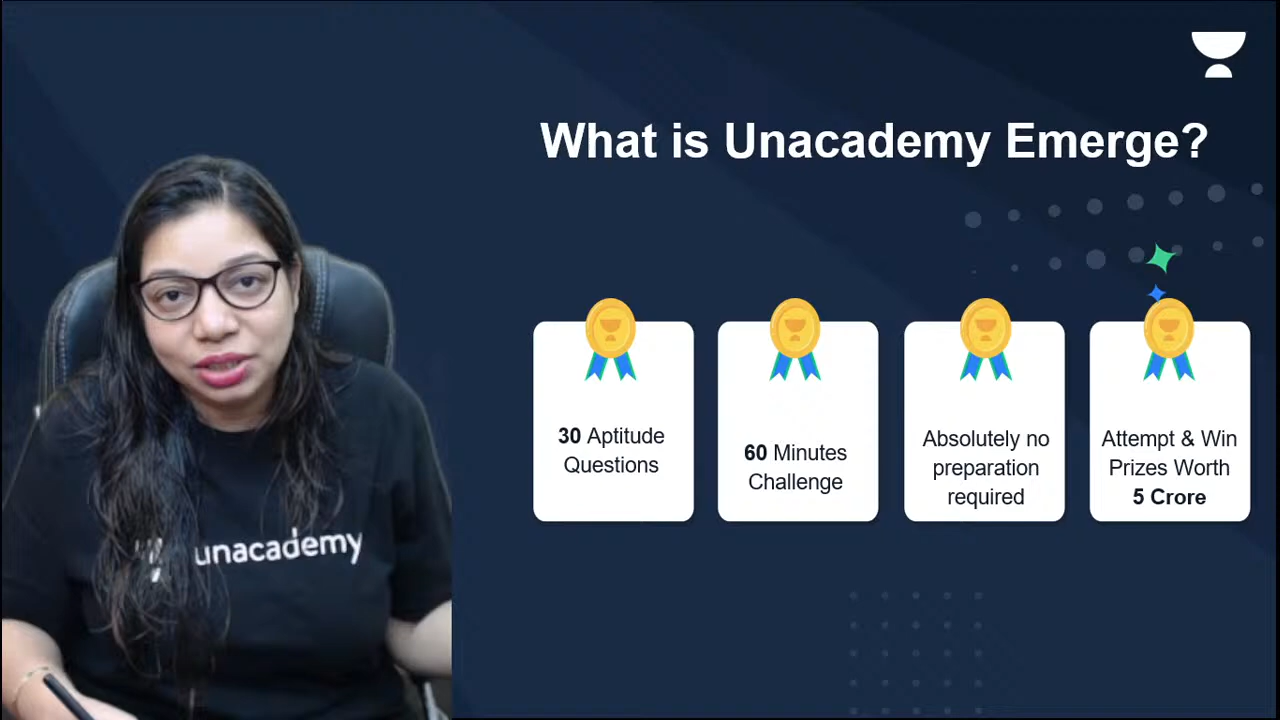 What is Unacademy Emerge?
30 Aptitude
Questions
60 Minutes
Challenge
Absolutely no
preparation
required
Attempt & Win
Prizes Worth
5 Crore
unacademy